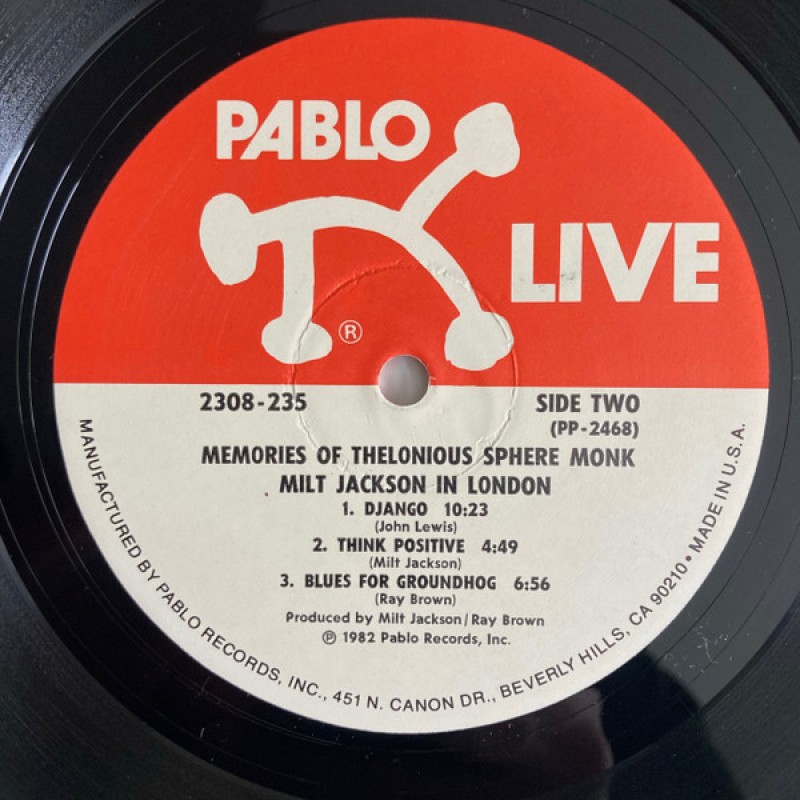 PABLO
LIVE
®
2308-235
SIDE TWO
(PP-2468)
MEMORIES OF THELONIOUS SPHERE MONK
MILT JACKSON IN LONDON
1. DJANGO 10:23
(John Lewis)
2. THINK POSITIVE 4:49
(Milt Jackson)
3. BLUES FOR GROUNDHOG 6:56
(Ray Brown)
Produced by Milt Jackson/Ray Brown
℗ 1982 Pablo Records, Inc.
MANUFACTURED BY PABLO RECORDS, INC., 451 N. CANON DR., BEVERLY HILLS, CA 90210 • MADE IN U.S.A.